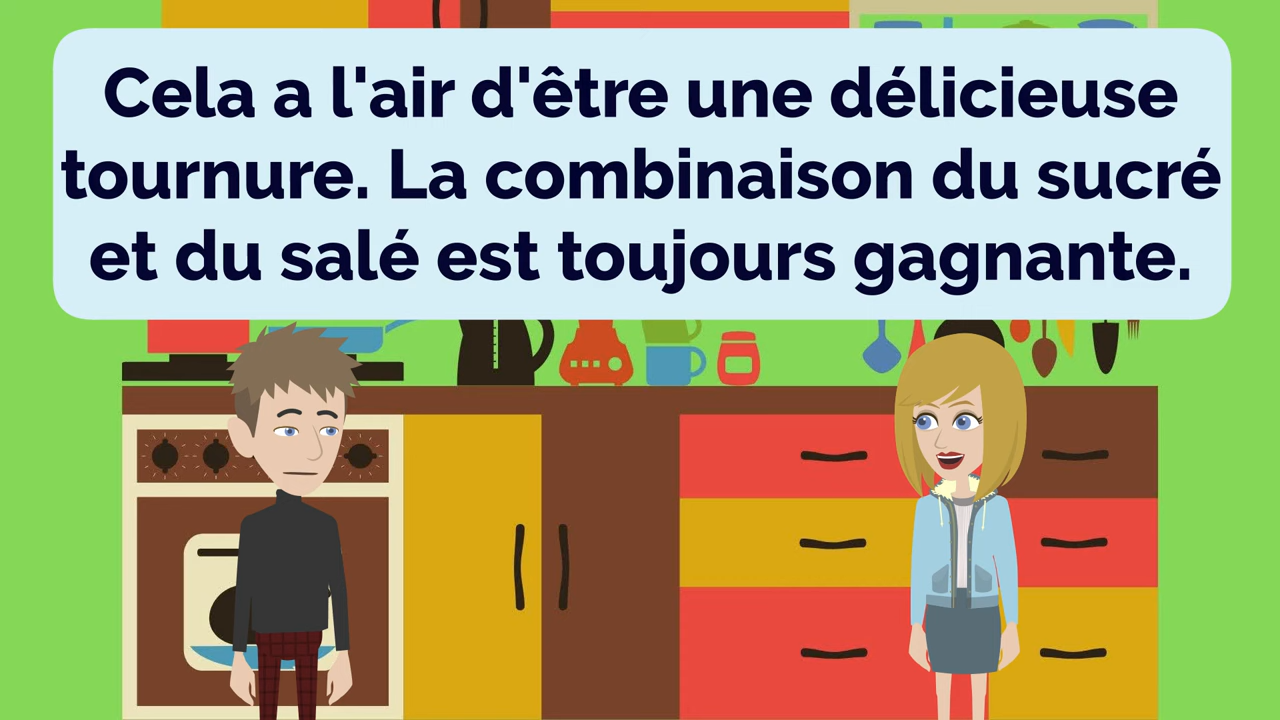 Cela a l'air d'être une délicieuse
tournure. La combinaison du sucré
et du salé est toujours gagnante.